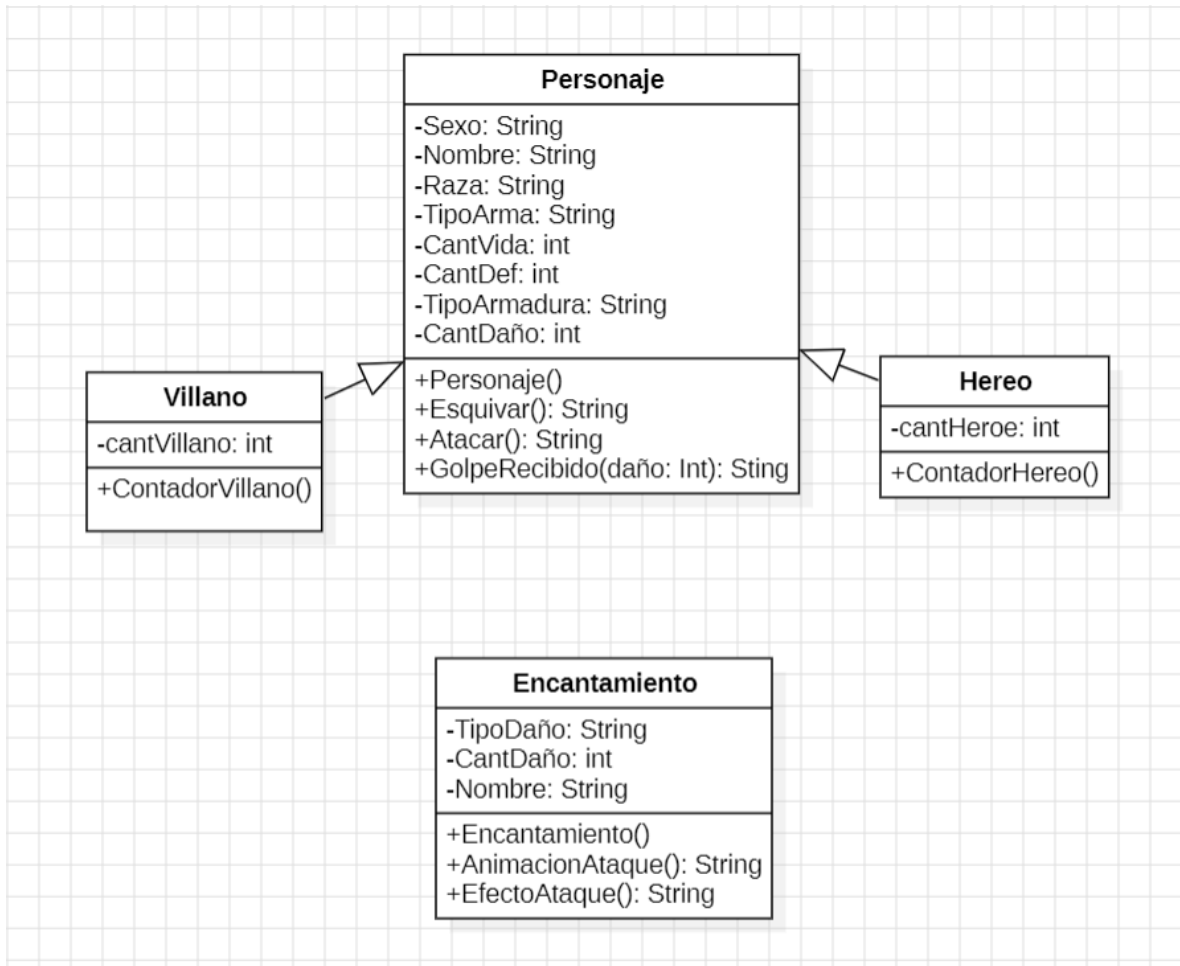 Personaje
-Sexo: String
-Nombre: String
-Raza: String
-TipoArma: String
-CantVida: int
-CantDef: int
-TipoArmadura: String
-CantDaño: int
+Personaje()
+Esquivar(): String
+Atacar(): String
+GolpeRecibido(daño: Int): Sting
Villano
-cantVillano: int
+ContadorVillano()
Hereo
-cantHeroe: int
+ContadorHereo()
Encantamiento
-TipoDaño: String
-CantDaño: int
-Nombre: String
+Encantamiento()
+AnimacionAtaque(): String
+EfectoAtaque(): String